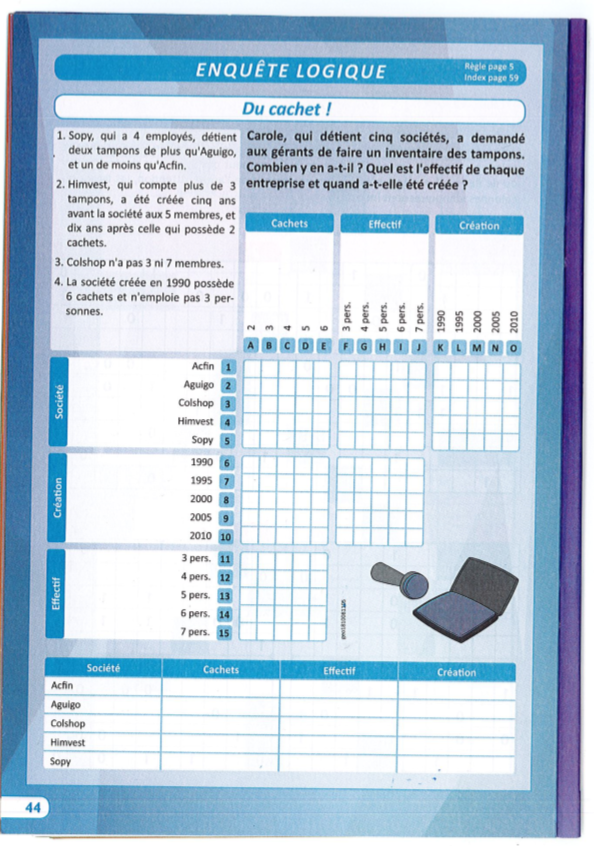 ENQUÊTE LOGIQUE
Règle page 5
Index page 59
Du cachet !
1. Sopy, qui a 4 employés, détient
deux tampons de plus qu'Aguigo,
et un de moins qu'Acfin.
2. Himvest, qui compte plus de 3
tampons, a été créée cinq ans
avant la société aux 5 membres, et
dix ans après celle qui possède 2
cachets.
3. Colshop n'a pas 3 ni 7 membres.
4. La société créée en 1990 possède
6 cachets et n'emploie pas 3 per-
sonnes.
Carole, qui détient cinq sociétés, a demandé
aux gérants de faire un inventaire des tampons.
Combien y en a-t-il ? Quel est l'effectif de chaque
entreprise et quand a-t-elle été créée ?
Cachets Effectif Création
2 3 4 5 6 3 pers. 4 pers. 5 pers. 6 pers. 7 pers. 1990 1995 2000 2005 2010
A B C D E F G H I J K L M N O
Société
Acfin 1
Aguigo 2
Colshop 3
Himvest 4
Sopy 5
Création
1990 6
1995 7
2000 8
2005 9
2010 10
Effectif
3 pers. 11
4 pers. 12
5 pers. 13
6 pers. 14
7 pers. 15
Société Cachets Effectif Création
Acfin
Aguigo
Colshop
Himvest
Sopy
44